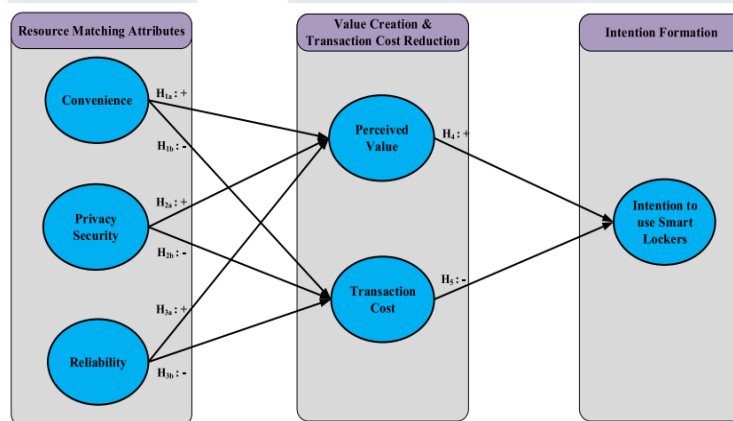 Resource Matching Attributes
Value Creation &
Transaction Cost Reduction
Intention Formation
Convenience
H1a : +
H1b : -
Perceived
Value
H4 : +
Privacy
Security
H2a : +
H2b : -
Intention to
use Smart
Lockers
Transaction
Cost
H5 : -
H3a : +
Reliability
H3b : -